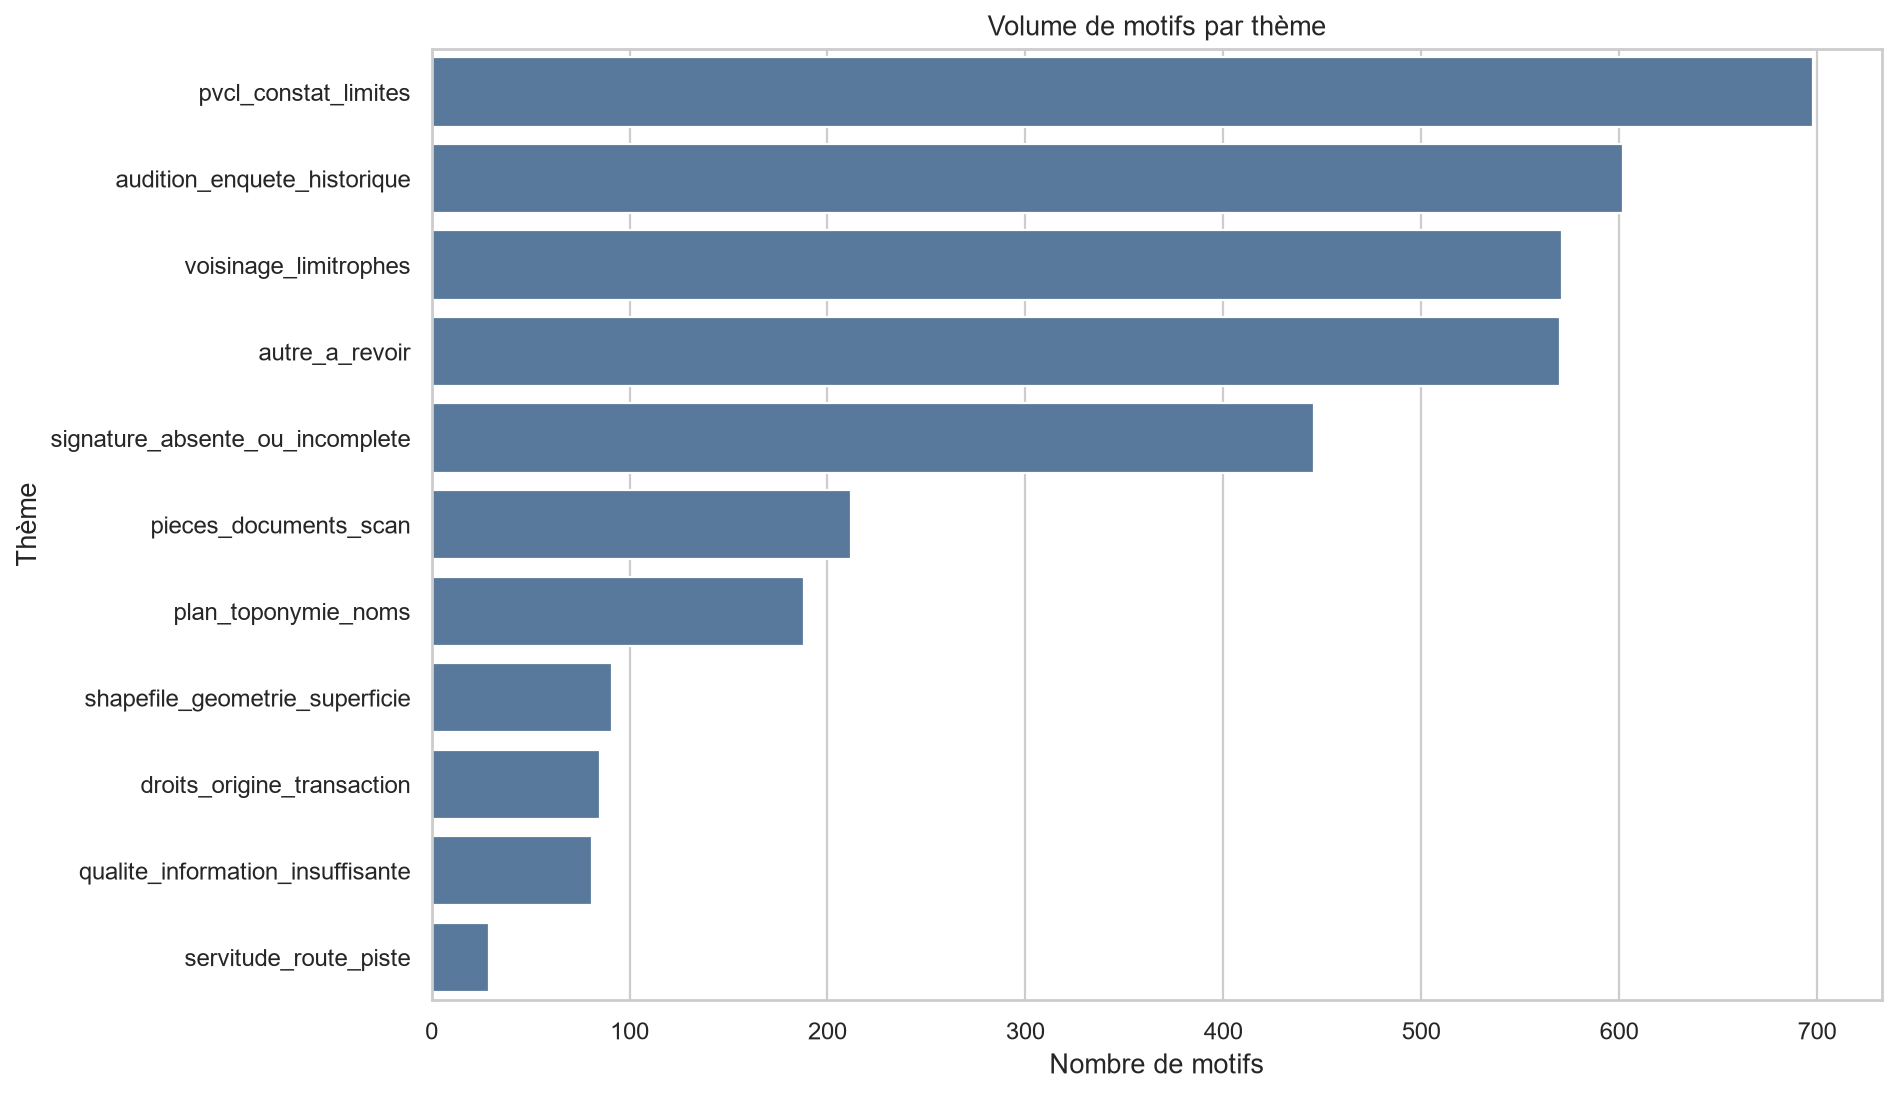 Volume de motifs par thème
Thème
pvcl_constat_limites
audition_enquete_historique
voisinage_limitrophes
autre_a_revoir
signature_absente_ou_incomplete
pieces_documents_scan
plan_toponymie_noms
shapefile_geometrie_superficie
droits_origine_transaction
qualite_information_insuffisante
servitude_route_piste
0 100 200 300 400 500 600 700
Nombre de motifs